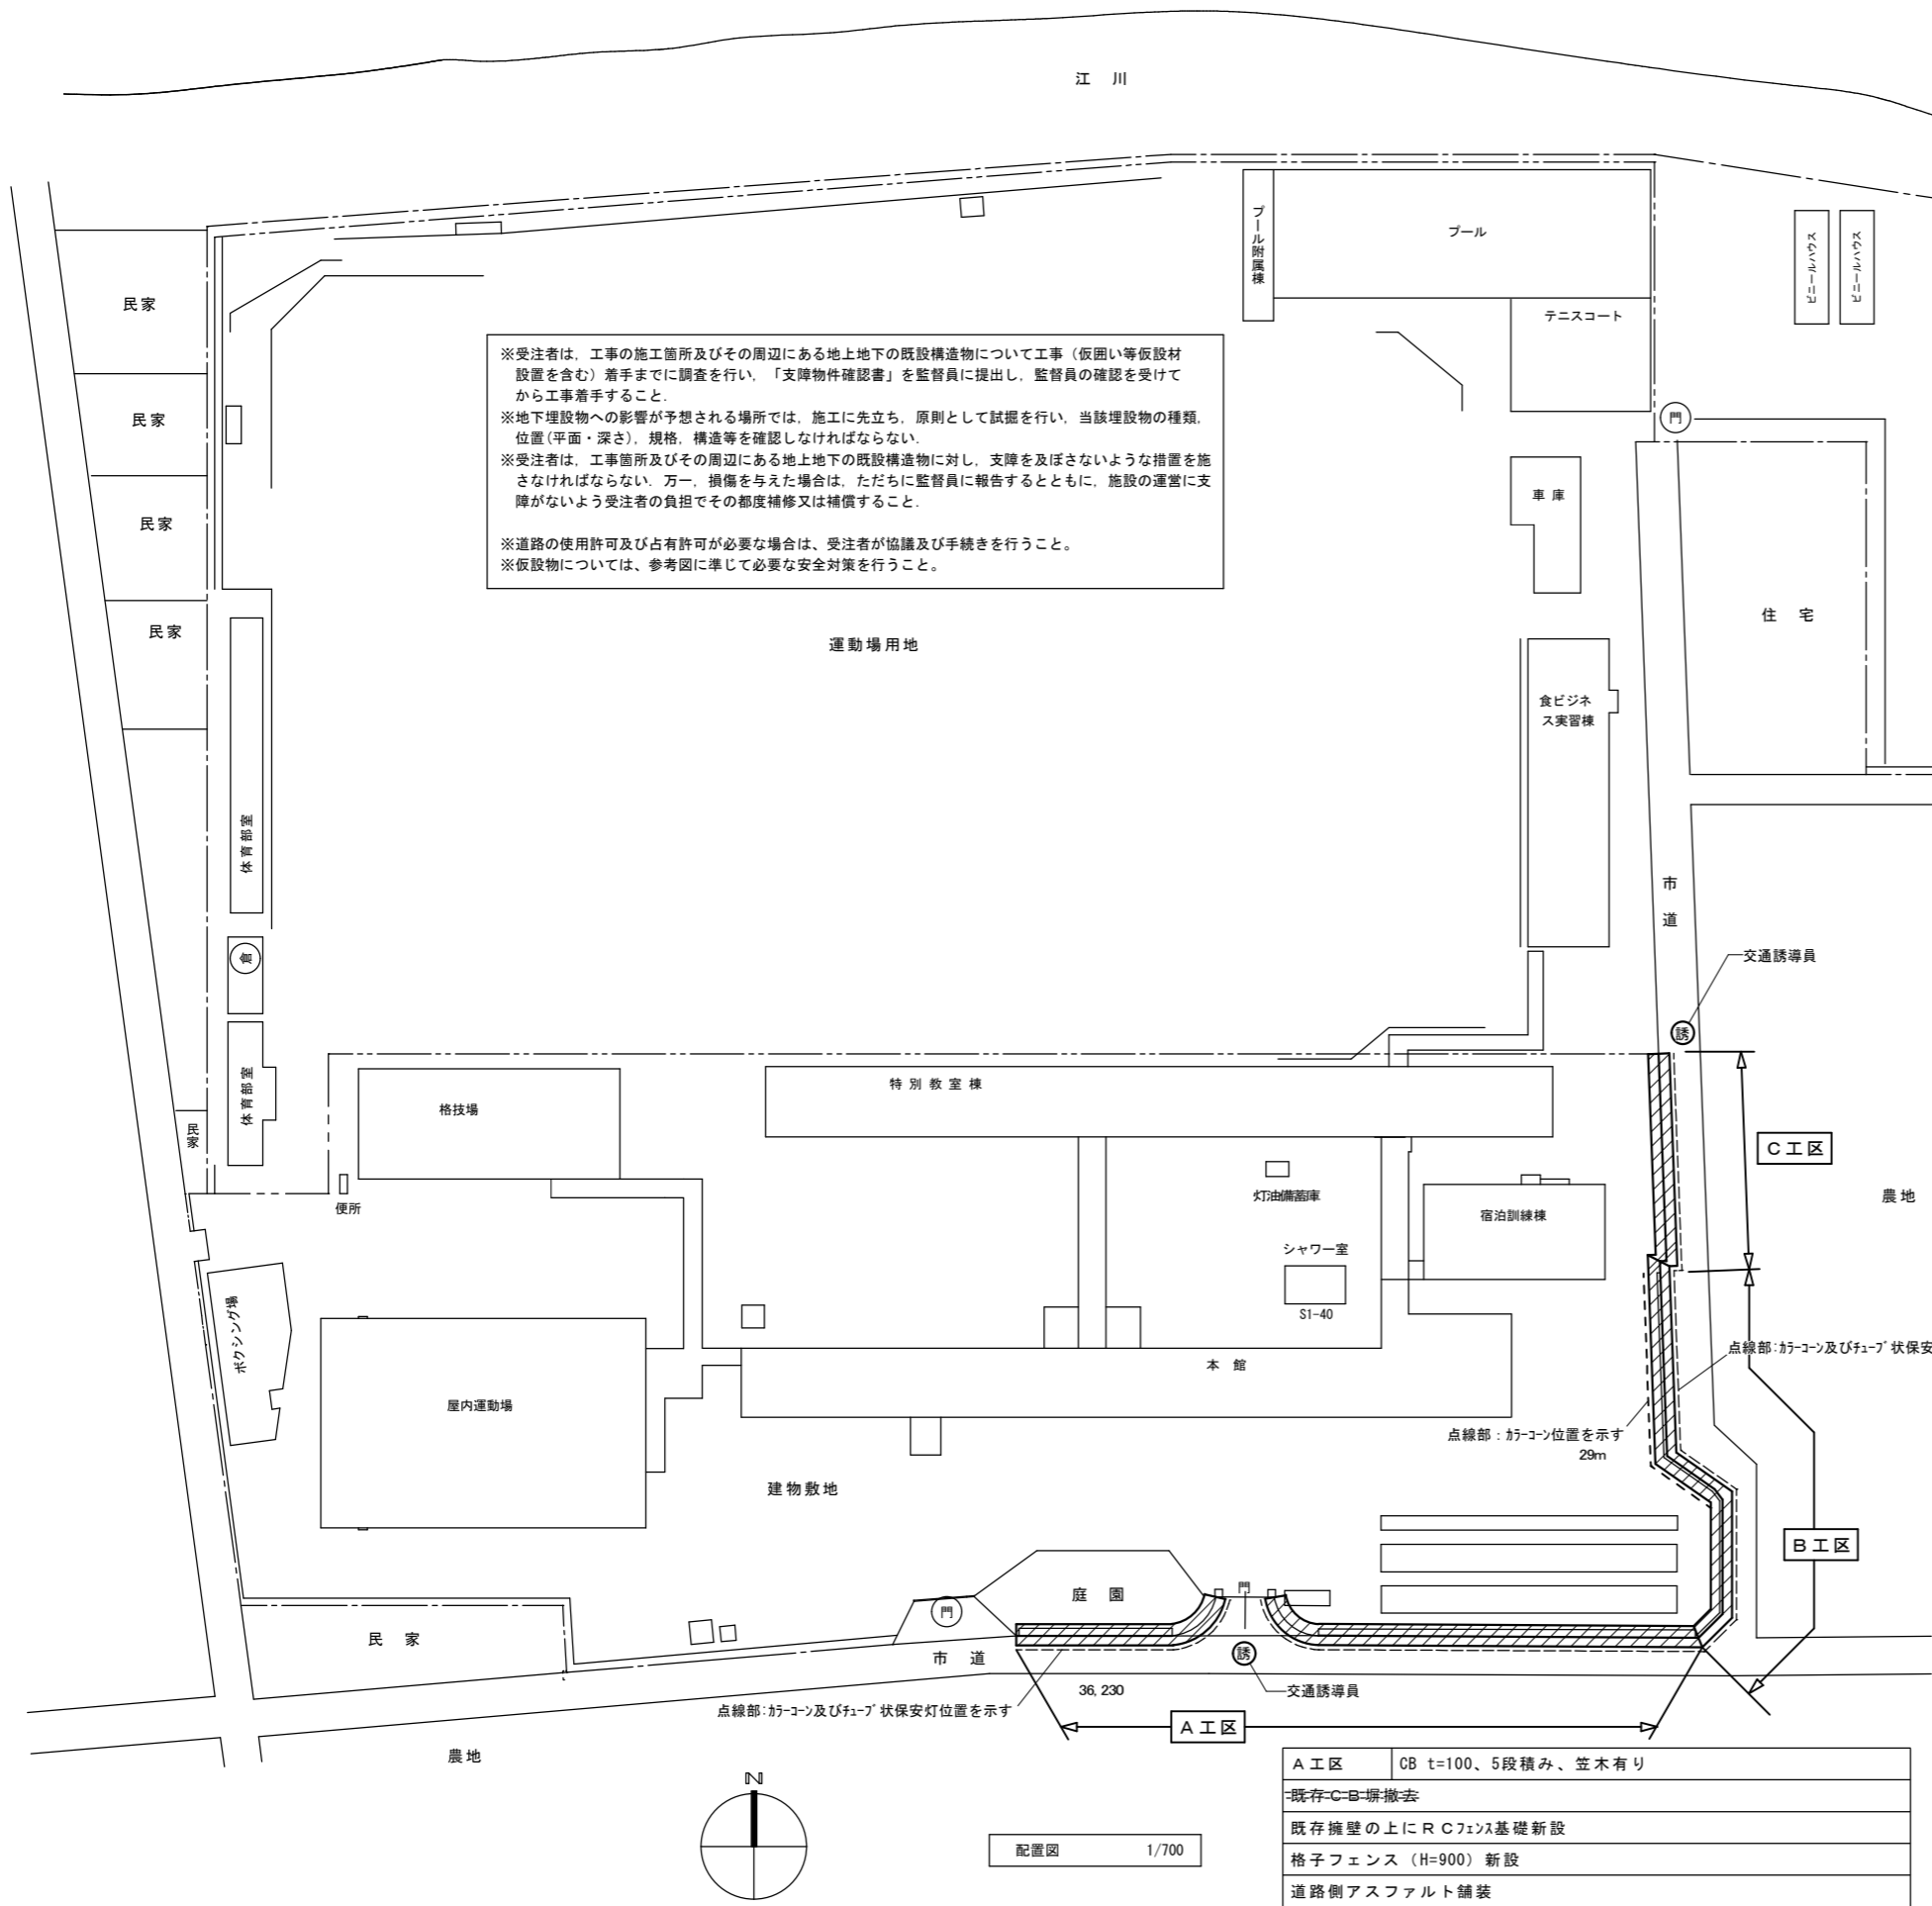 江 川
プール附属棟
プール
ビニールハウス
ビニールハウス
テニスコート
民家
※受注者は，工事の施工箇所及びその周辺にある地上地下の既設構造物について工事（仮囲い等仮設材
設置を含む）着手までに調査を行い，「支障物件確認書」を監督員に提出し，監督員の確認を受けて
から工事着手すること．
※地下埋設物への影響が予想される場所では，施工に先立ち，原則として試掘を行い，当該埋設物の種類，
位置(平面・深さ)，規格，構造等を確認しなければならない．
※受注者は，工事箇所及びその周辺にある地上地下の既設構造物に対し，支障を及ぼさないような措置を施
さなければならない．万一，損傷を与えた場合は，ただちに監督員に報告するとともに，施設の運営に支
障がないよう受注者の負担でその都度補修又は補償すること．
※道路の使用許可及び占有許可が必要な場合は、受注者が協議及び手続きを行うこと。
※仮設物については、参考図に準じて必要な安全対策を行うこと。
民家
門
車 庫
民家
住 宅
民家
運動場用地
食ビジネ
ス実習棟
体育部室
市道
倉
交通誘導員
誘
体育部室
特 別 教 室 棟
格技場
民家
C工区
農地
便所
灯油備蓄庫
宿泊訓練棟
シャワー室
S1-40
ボクシング場
点線部:ｶﾗｰｺｰﾝ及びﾁｭｰﾌﾞ状保安
本 館
屋内運動場
点線部：ｶﾗｰｺｰﾝ位置を示す
29m
建物敷地
B工区
庭 園
門
門
民 家
市 道
誘
36,230
交通誘導員
点線部:ｶﾗｰｺｰﾝ及びﾁｭｰﾌﾞ状保安灯位置を示す
A工区
農地
N
配置図 1/700
A工区 CB t=100、5段積み、笠木有り
既存CB塀撤去
既存擁壁の上にRCﾌｪﾝｽ基礎新設
格子フェンス（H=900）新設
道路側アスファルト舗装